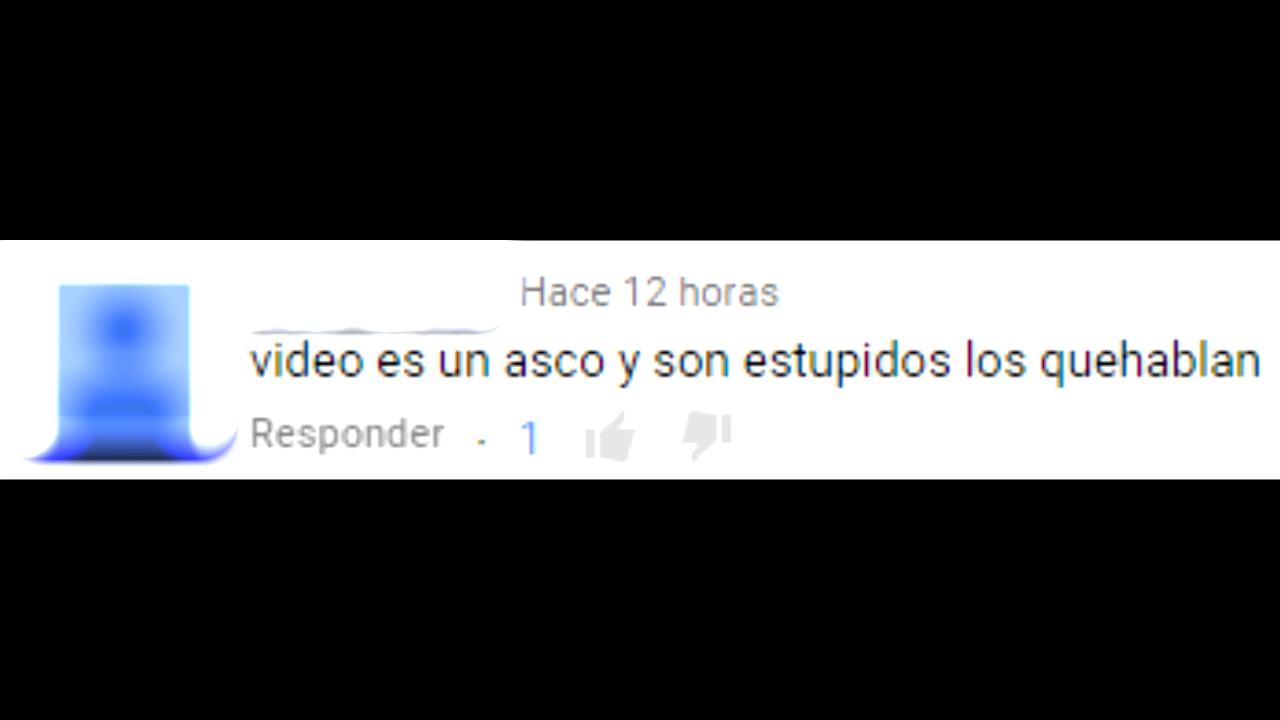 Hace 12 horas
video es un asco y son estupidos los quehablan
Responder · 1